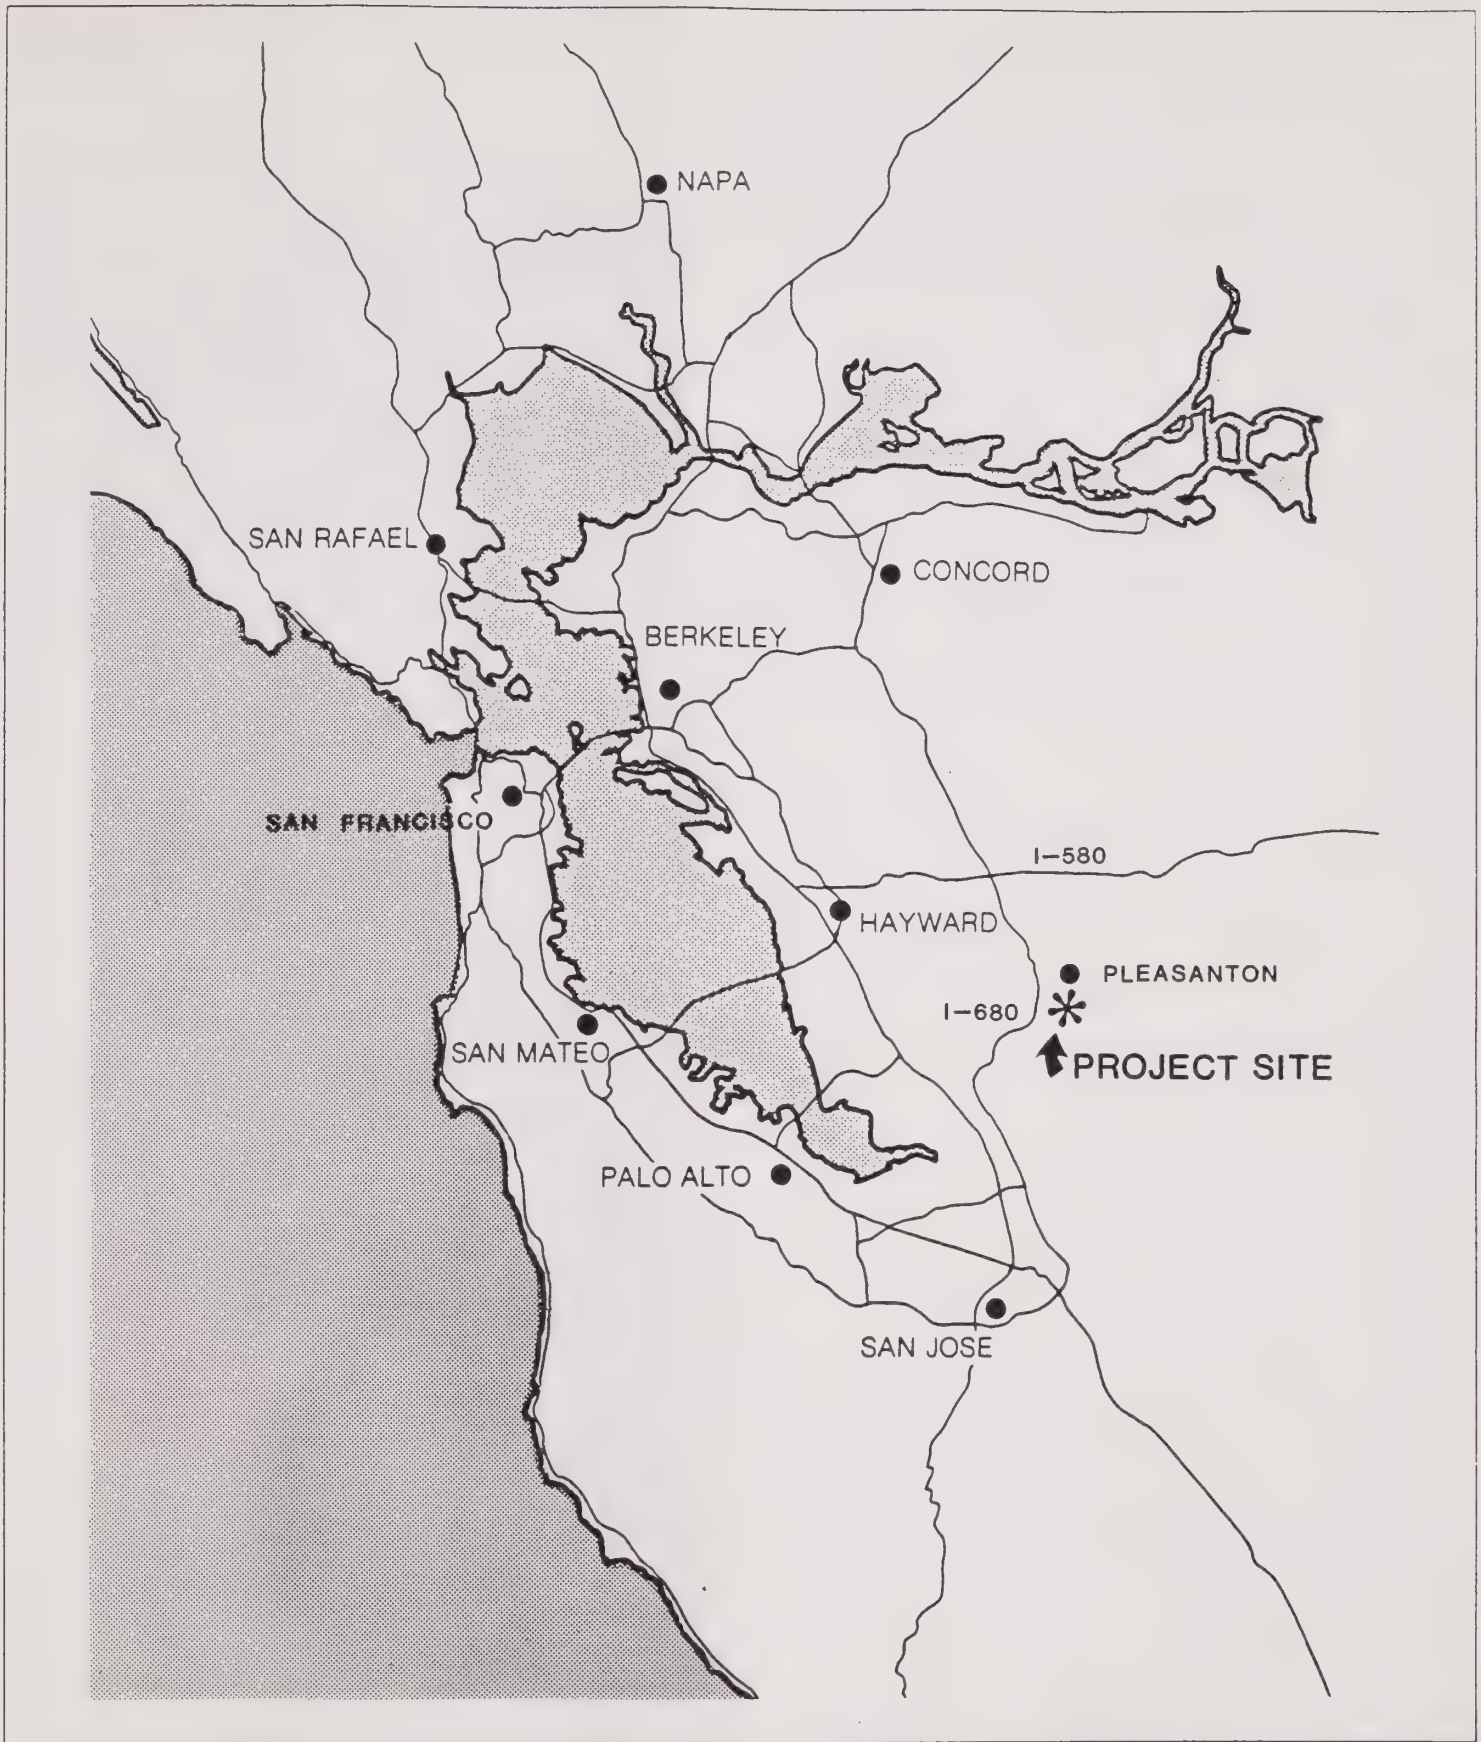 NAPA
SAN RAFAEL
CONCORD
BERKELEY
SAN FRANCISCO
I-580
HAYWARD
PLEASANTON
I-680
SAN MATEO
PROJECT SITE
PALO ALTO
SAN JOSE